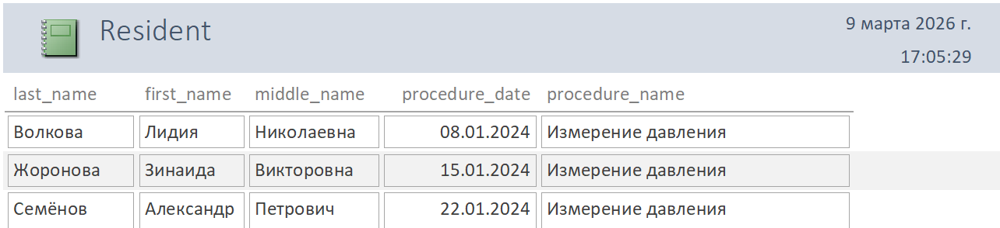 Resident
9 марта 2026 г.
17:05:29
last_name first_name middle_name procedure_date procedure_name
Волкова Лидия Николаевна 08.01.2024 Измерение давления
Жоронова Зинаида Викторовна 15.01.2024 Измерение давления
Семёнов Александр Петрович 22.01.2024 Измерение давления